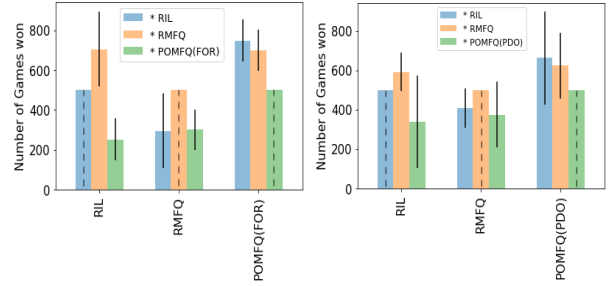 Number of Games won
800
600
400
200
0
* RIL
* RMFQ
* POMFQ(FOR)
RIL
RMFQ
POMFQ(FOR)
Number of Games won
800
600
400
200
0
* RIL
* RMFQ
* POMFQ(PDO)
RIL
RMFQ
POMFQ(PDO)